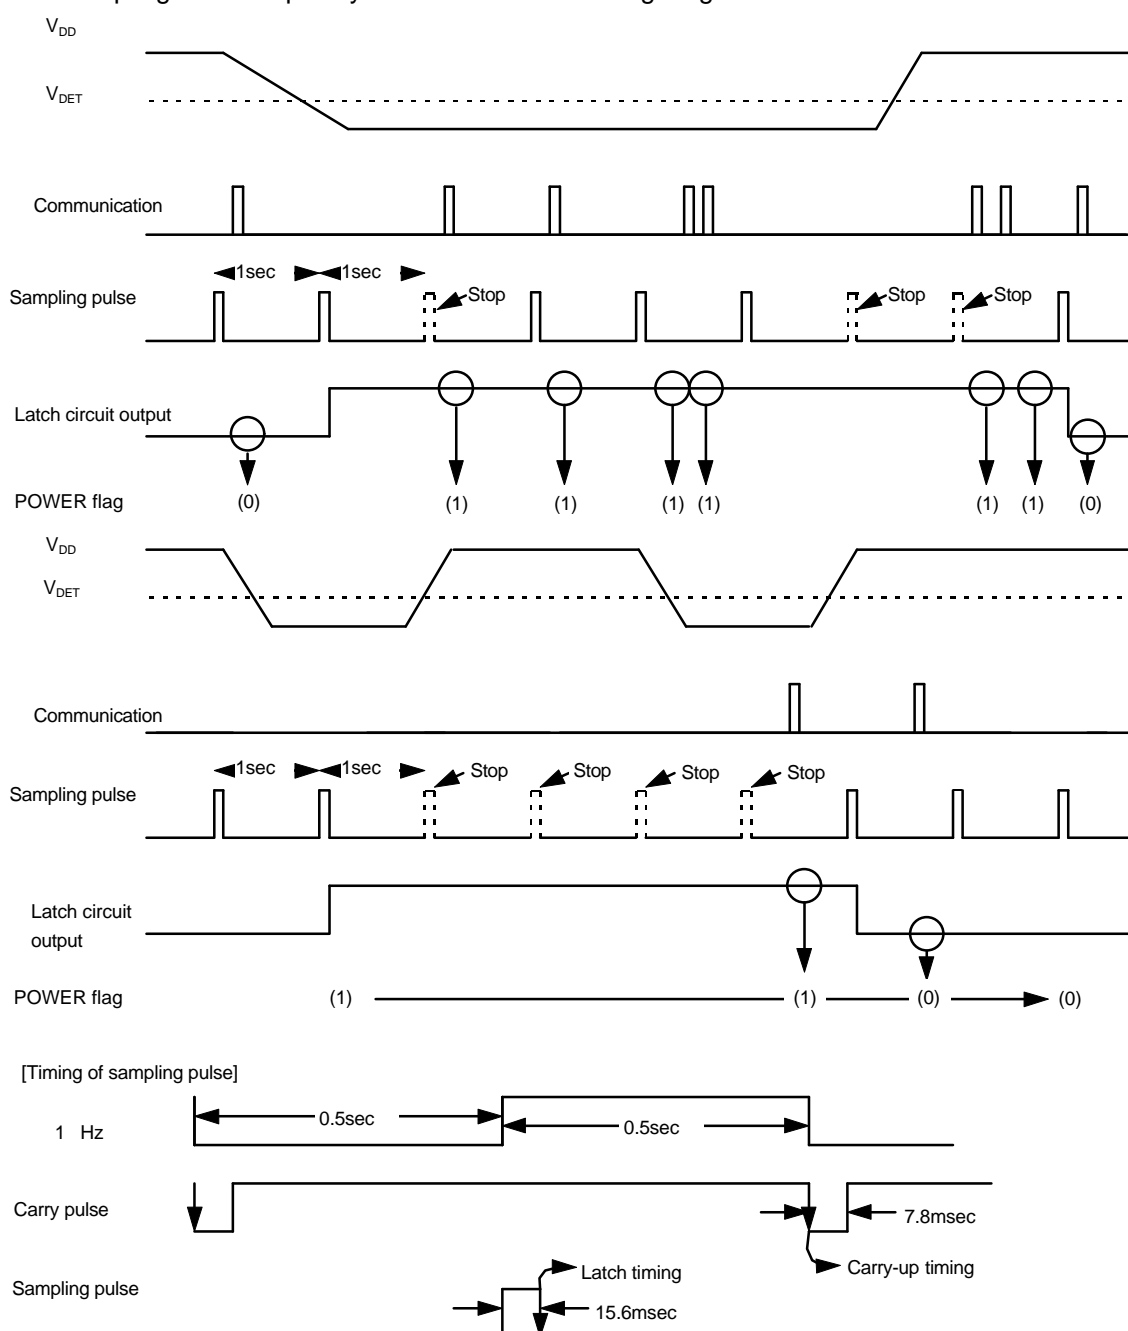 V_DD
V_DET
Communication
1sec 1sec
Sampling pulse Stop Stop Stop
Latch circuit output
POWER flag (0) (1) (1) (1) (1) (1) (1) (0)
V_DD
V_DET
Communication
1sec 1sec Stop Stop Stop Stop
Sampling pulse
Latch circuit
output
POWER flag (1) (1) (0) (0)
[Timing of sampling pulse]
0.5sec 0.5sec
1 Hz
Carry pulse 7.8msec
Carry-up timing
Latch timing
Sampling pulse
15.6msec